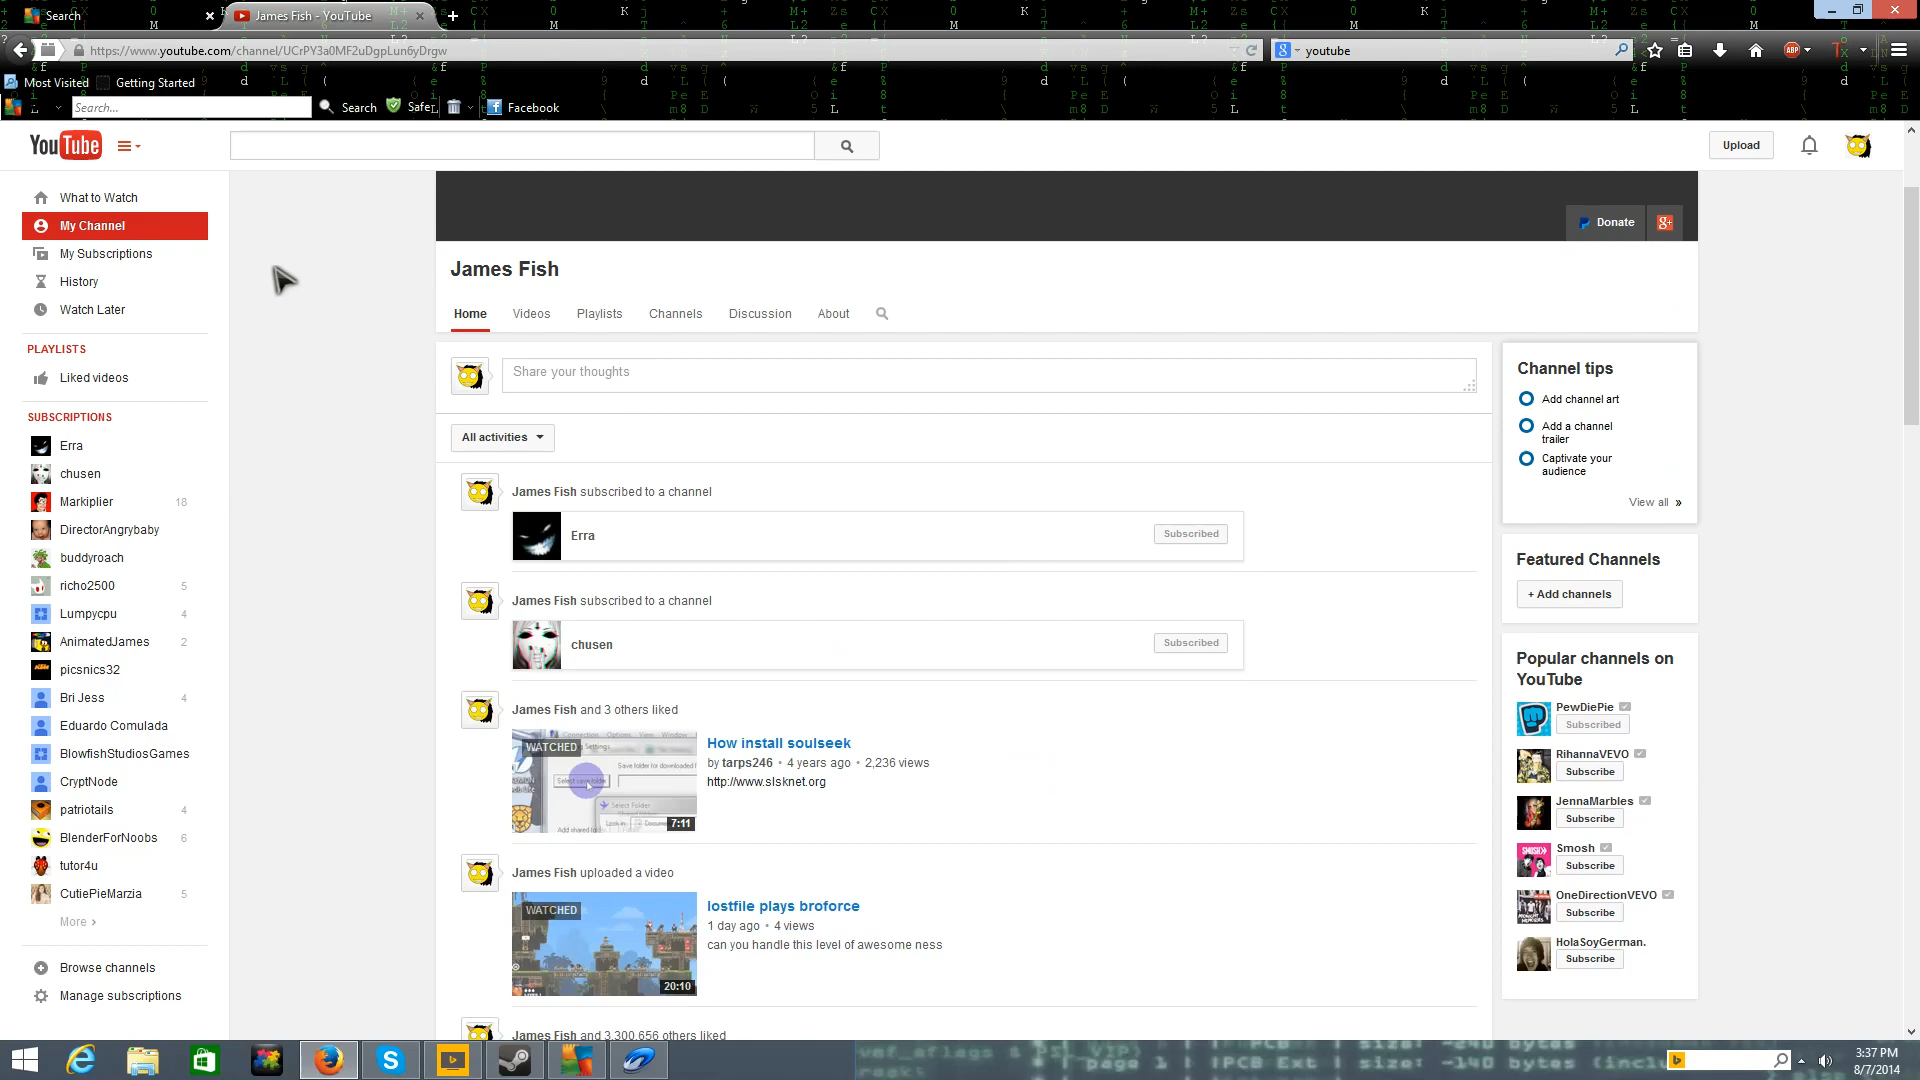 Search
James Fish - YouTube
https://www.youtube.com/channel/UCrPY3a0MF2uDgpLun6yDrgw
youtube
ABP
Most Visited
Getting Started
Search...
Search
Safe
Facebook
YouTube
Upload
What to Watch
My Channel
My Subscriptions
History
Watch Later
PLAYLISTS
Liked videos
SUBSCRIPTIONS
Erra
chusen
Markiplier 18
DirectorAngrybaby
buddyroach
richo2500 5
Lumpycpu 4
AnimatedJames 2
picsnics32
Bri Jess 4
Eduardo Comulada
BlowfishStudiosGames
CryptNode
patriotails 4
BlenderForNoobs 6
tutor4u
CutiePieMarzia 5
More ›
Browse channels
Manage subscriptions
Donate
James Fish
Home
Videos
Playlists
Channels
Discussion
About
Share your thoughts
All activities
James Fish subscribed to a channel
Erra
Subscribed
James Fish subscribed to a channel
chusen
Subscribed
James Fish and 3 others liked
WATCHED
7:11
How install soulseek
by tarps246 • 4 years ago • 2,236 views
http://www.slsknet.org
James Fish uploaded a video
WATCHED
20:10
lostfile plays broforce
1 day ago • 4 views
can you handle this level of awesome ness
James Fish and 3,300,656 others liked
Channel tips
Add channel art
Add a channel
trailer
Captivate your
audience
View all »
Featured Channels
+ Add channels
Popular channels on
YouTube
PewDiePie
Subscribed
RihannaVEVO
Subscribe
JennaMarbles
Subscribe
Smosh
Subscribe
OneDirectionVEVO
Subscribe
HolaSoyGerman.
Subscribe
3:37 PM
8/7/2014